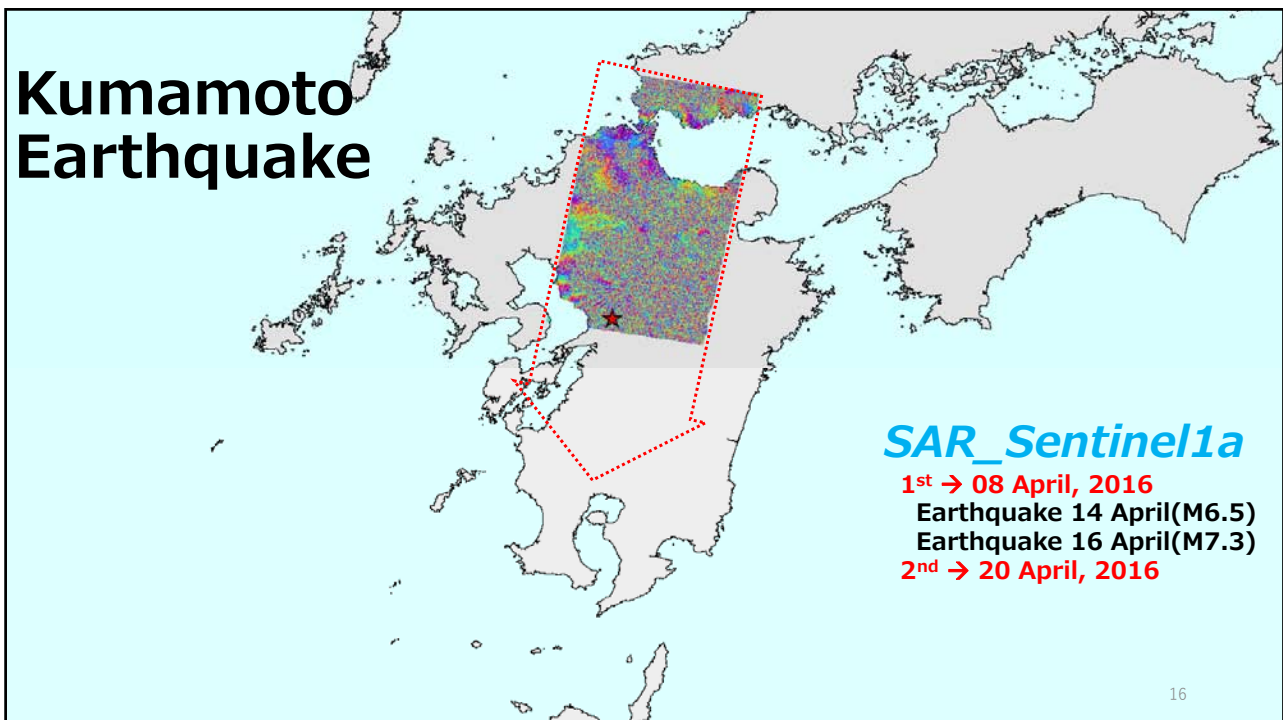 Kumamoto
Earthquake
SAR_Sentinel1a
1st → 08 April, 2016
Earthquake 14 April(M6.5)
Earthquake 16 April(M7.3)
2nd → 20 April, 2016
16